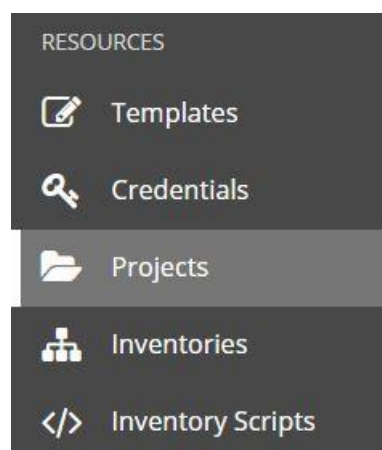 RESOURCES
Templates
Credentials
Projects
Inventories
Inventory Scripts